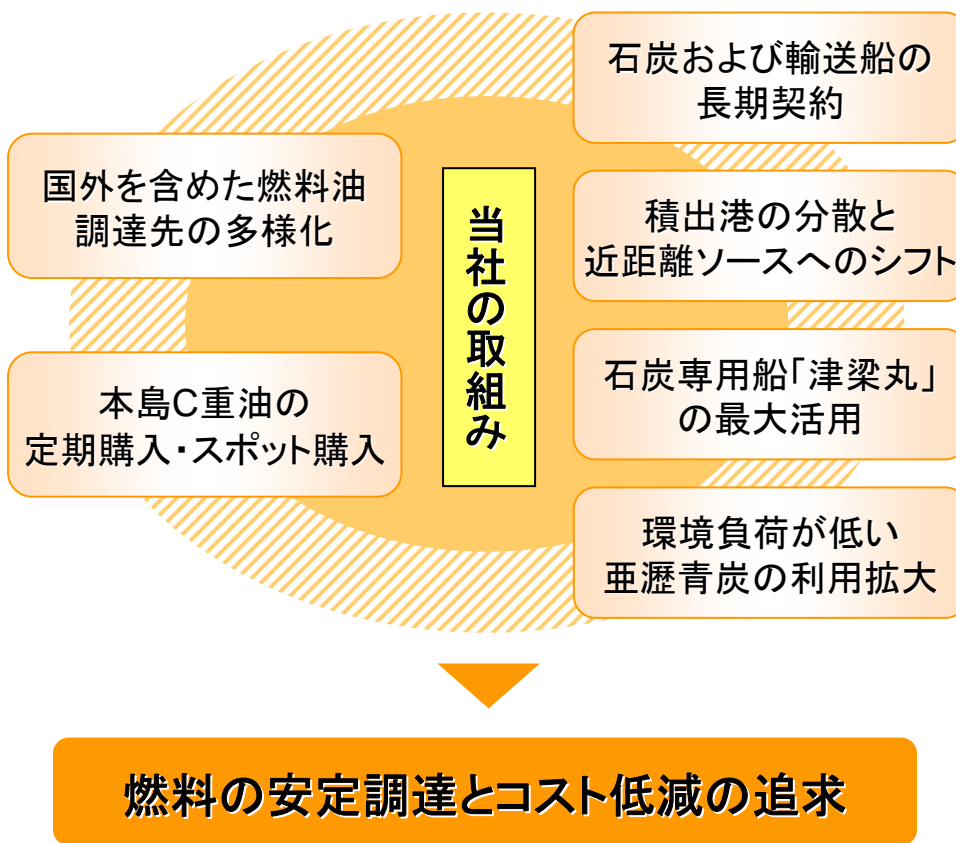 国外を含めた燃料油
調達先の多様化
本島C重油の
定期購入・スポット購入
当社の取組み
石炭および輸送船の
長期契約
積出港の分散と
近距離ソースへのシフト
石炭専用船「津梁丸」
の最大活用
環境負荷が低い
亜瀝青炭の利用拡大
燃料の安定調達とコスト低減の追求